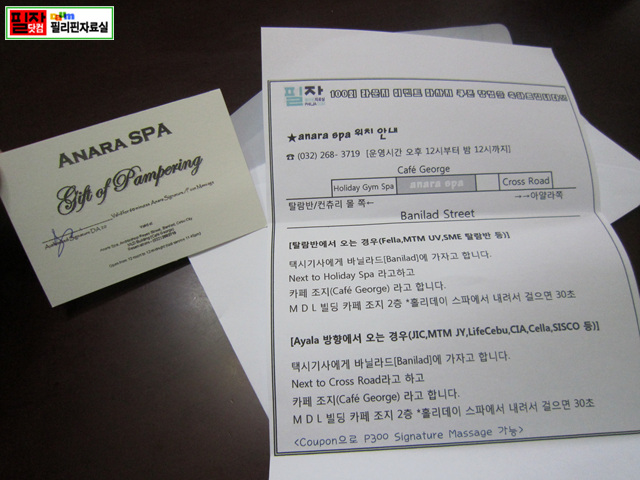 필자
닷컴
필리핀자료실
ANARA SPA
Gift of Pampering
필자
★anara spa 위치 안내
☎ (032) 268- 3719 [운영시간 오후 12시부터 밤 12시까지]
Café George
Holiday Gym Spa anara spa Cross Road
탈람반/컨츄리 몰 쪽← →→아얄라쪽
Banilad Street
[탈람반에서 오는 경우(Fella,MTM UV,SME 탈람반 등)]
택시기사에게 바닐라드[Banilad]에 가자고 합니다.
Next to Holiday Spa 라고하고
카페 조지(Café George) 라고 합니다.
M D L 빌딩 카페 조지 2층 *홀리데이 스파에서 내려서 걸으면 30초
[Ayala 방향에서 오는 경우(JIC,MTM JY,LifeCebu,CIA,Cella,SISCO 등)]
택시기사에게 바닐라드[Banilad]에 가자고 합니다.
Next to Cross Road라고 하고
카페 조지(Café George) 라고 합니다.
M D L 빌딩 카페 조지 2층 *홀리데이 스파에서 내려서 걸으면 30초
<Coupon으로 P300 Signature Massage 가능>